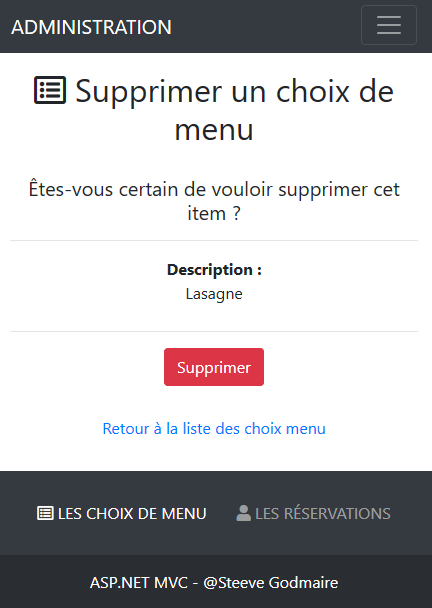 ADMINISTRATION
Supprimer un choix de
menu
Êtes-vous certain de vouloir supprimer cet
item ?
Description :
Lasagne
Supprimer
Retour à la liste des choix menu
LES CHOIX DE MENU LES RÉSERVATIONS
ASP.NET MVC - @Steeve Godmaire